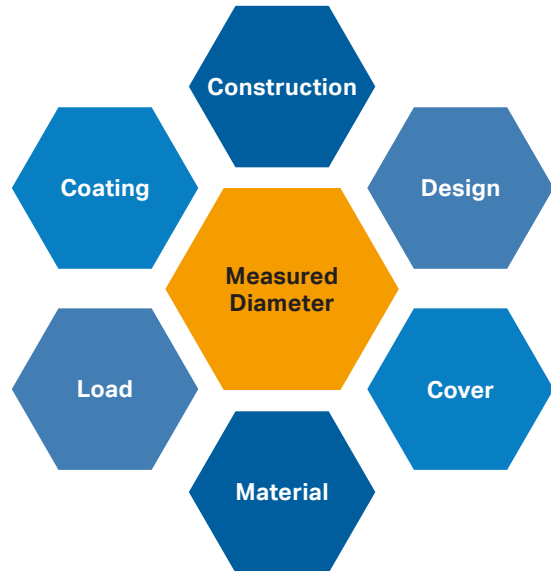 Construction
Coating
Design
Measured
Diameter
Load
Cover
Material